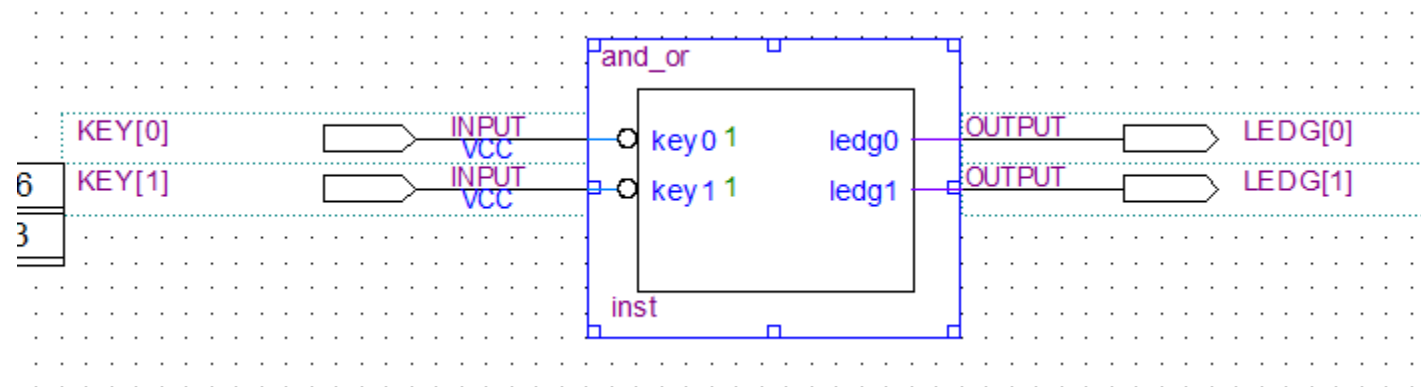 and_or
KEY[0] INPUT VCC key0 1 ledg0 OUTPUT LEDG[0]
6 KEY[1] INPUT VCC key1 1 ledg1 OUTPUT LEDG[1]
inst